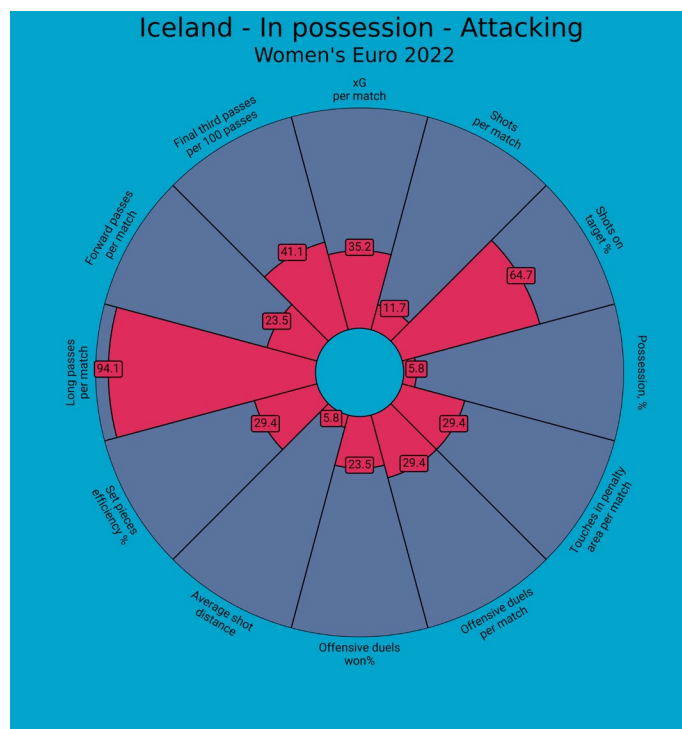 Iceland - In possession - Attacking
Women's Euro 2022
xG
per match
Shots
per match
Shots on
target %
Possession, %
Touches in penalty
area per match
Offensive duels
per match
Offensive duels
won%
Average shot
distance
Set pieces
efficiency %
Long passes
per match
Forward passes
per match
Final third passes
per 100 passes
35.2
11.7
64.7
5.8
29.4
29.4
23.5
5.8
29.4
94.1
23.5
41.1